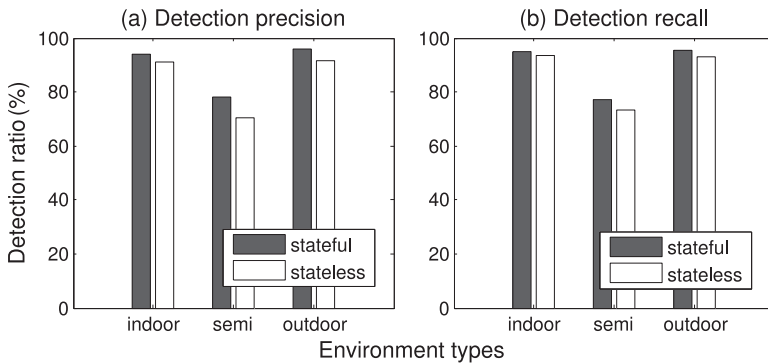 (a) Detection precision
(b) Detection recall
Detection ratio (%)
100
80
60
40
20
0
stateful
stateless
indoor semi outdoor
100
80
60
40
20
0
stateful
stateless
indoor semi outdoor
Environment types